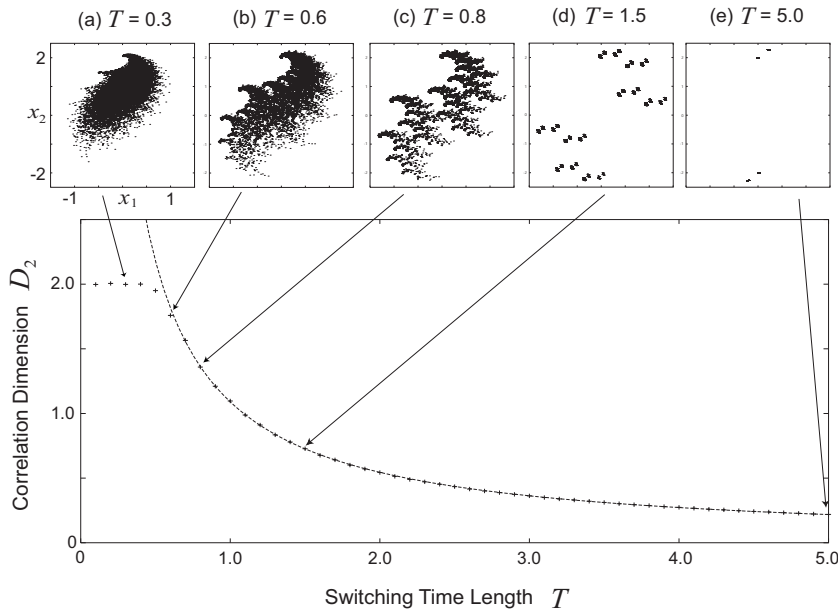 (a) T = 0.3 (b) T = 0.6 (c) T = 0.8 (d) T = 1.5 (e) T = 5.0
2
x2
-2
-1 x1 1
2.0
1.0
0
Correlation Dimension D2
0 1.0 2.0 3.0 4.0 5.0
Switching Time Length T